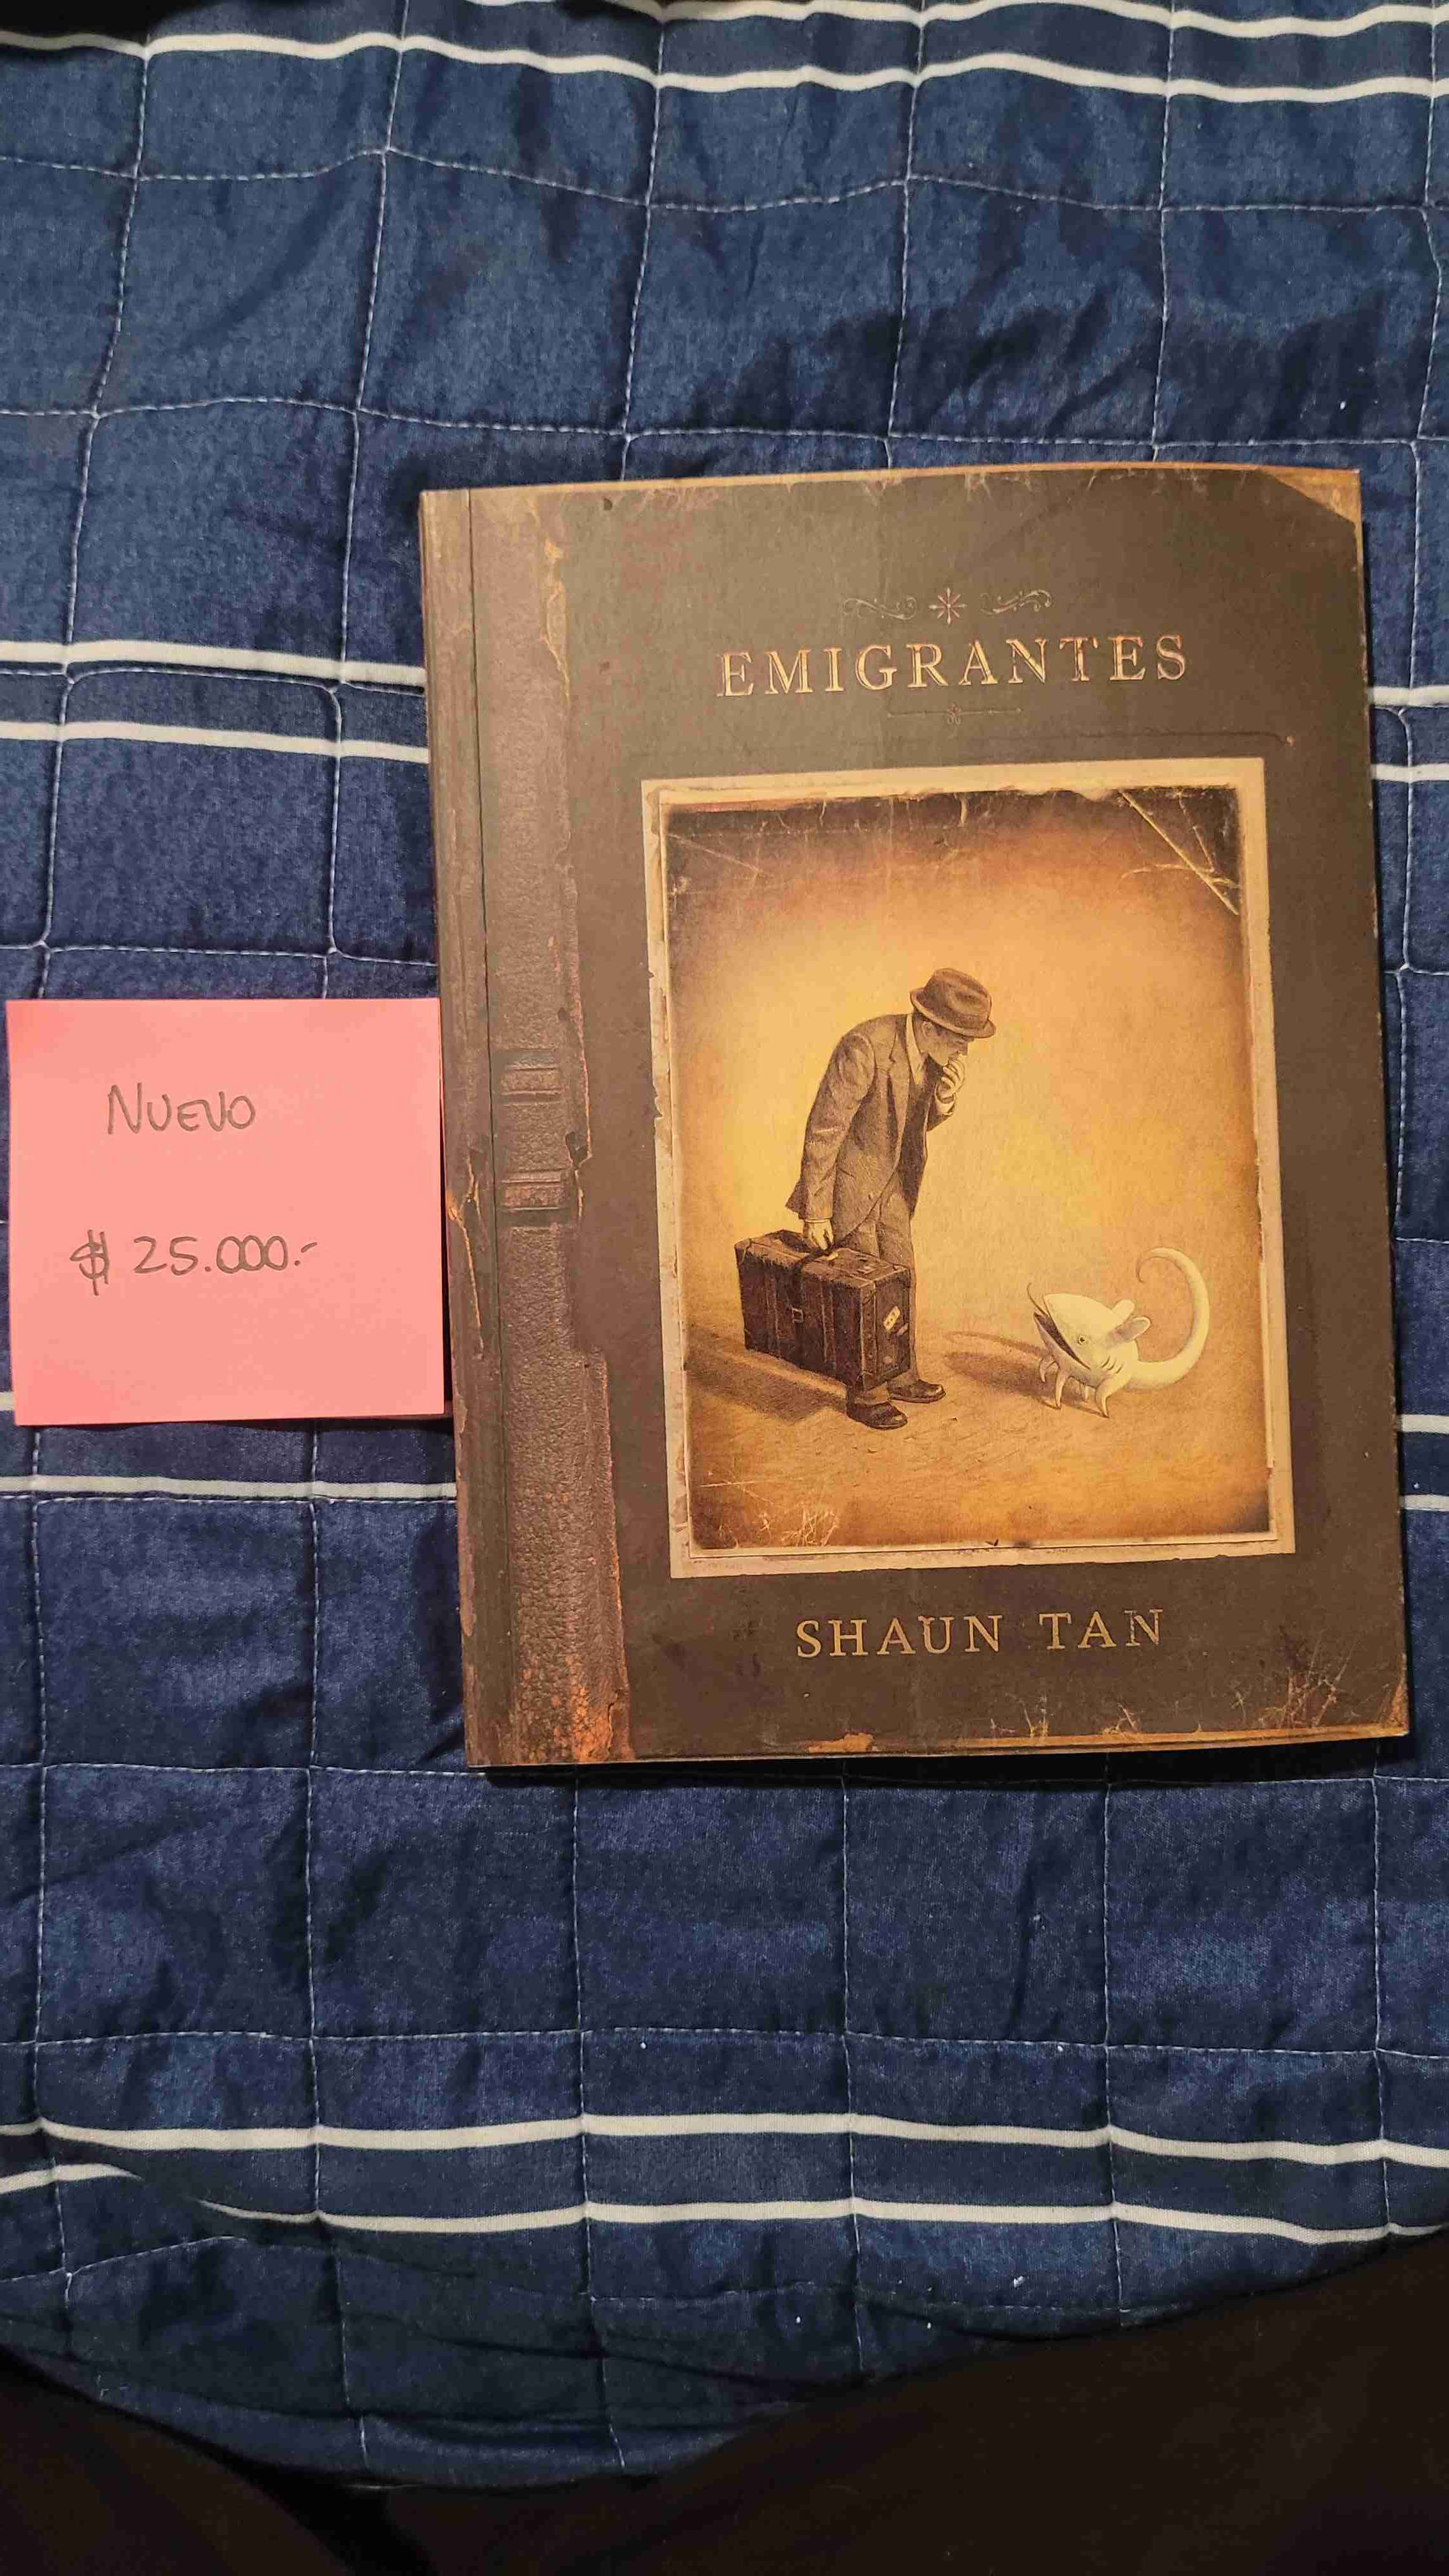 EMIGRANTES
NUEVO
$ 25.000.-
SHAUN TAN